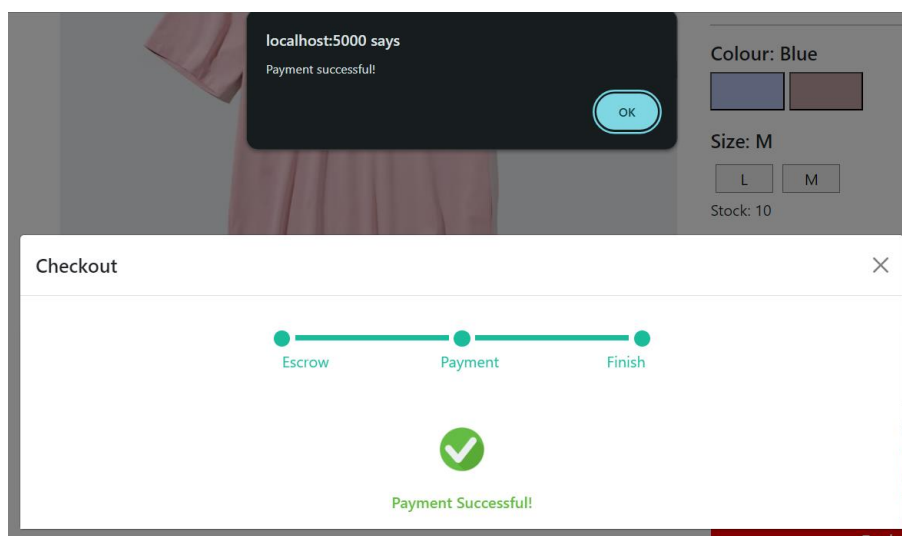 localhost:5000 says
Payment successful!
OK
Colour: Blue
Size: M
L M
Stock: 10
Checkout
Escrow Payment Finish
Payment Successful!